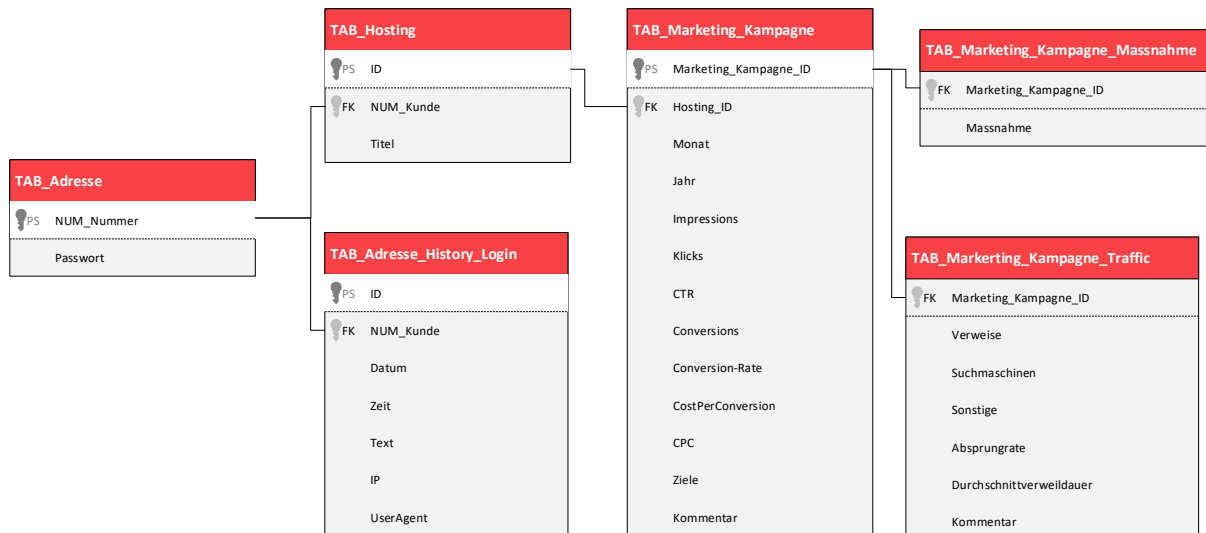 TAB_Adresse
PS NUM_Nummer
Passwort
TAB_Hosting
PS ID
FK NUM_Kunde
Titel
TAB_Adresse_History_Login
PS ID
FK NUM_Kunde
Datum
Zeit
Text
IP
UserAgent
TAB_Marketing_Kampagne
PS Marketing_Kampagne_ID
FK Hosting_ID
Monat
Jahr
Impressions
Klicks
CTR
Conversions
Conversion-Rate
CostPerConversion
CPC
Ziele
Kommentar
TAB_Marketing_Kampagne_Massnahme
FK Marketing_Kampagne_ID
Massnahme
TAB_Markerting_Kampagne_Traffic
FK Marketing_Kampagne_ID
Verweise
Suchmaschinen
Sonstige
Absprungrate
Durchschnittverweildauer
Kommentar